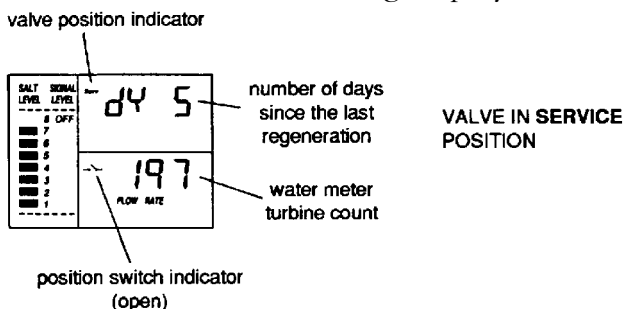 valve position indicator
SALT LEVEL
SIGNAL LEVEL
Serv
dY 5
8 OFF
7
6
5
4
3
2
1
197
FLOW RATE
number of days
since the last
regeneration
VALVE IN SERVICE
POSITION
water meter
turbine count
position switch indicator
(open)